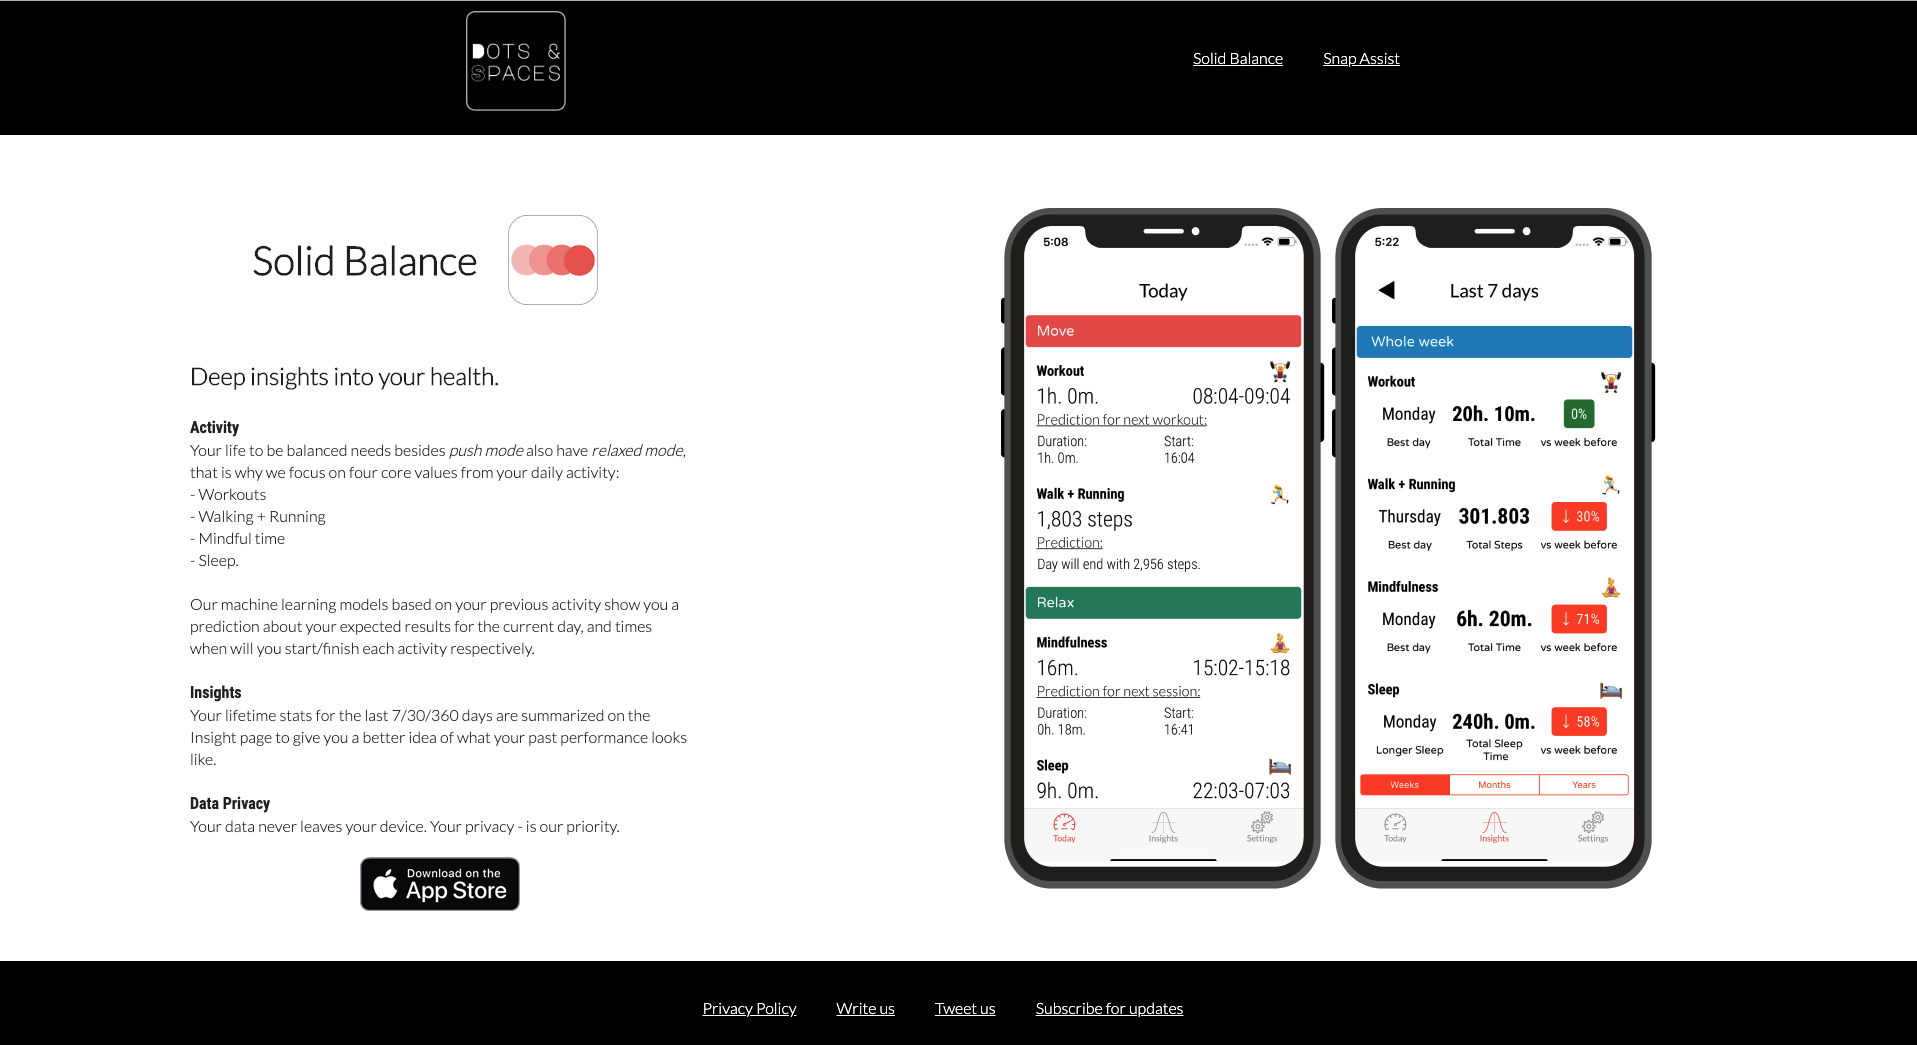 DOTS &
SPACES
Solid Balance
Snap Assist
Solid Balance
Deep insights into your health.
Activity
Your life to be balanced needs besides push mode also have relaxed mode,
that is why we focus on four core values from your daily activity:
- Workouts
- Walking + Running
- Mindful time
- Sleep.
Our machine learning models based on your previous activity show you a
prediction about your expected results for the current day, and times
when will you start/finish each activity respectively.
Insights
Your lifetime stats for the last 7/30/360 days are summarized on the
Insight page to give you a better idea of what your past performance looks
like.
Data Privacy
Your data never leaves your device. Your privacy - is our priority.
Download on the
App Store
5:08
Today
Move
Workout
1h. 0m. 08:04-09:04
Prediction for next workout:
Duration: Start:
1h. 0m. 16:04
Walk + Running
1,803 steps
Prediction:
Day will end with 2,956 steps.
Relax
Mindfulness
16m. 15:02-15:18
Prediction for next session:
Duration: Start:
0h. 18m. 16:41
Sleep
9h. 0m. 22:03-07:03
Today Insights Settings
5:22
Last 7 days
Whole week
Workout
Monday 20h. 10m. 0%
Best day Total Time vs week before
Walk + Running
Thursday 301.803 ↓ 30%
Best day Total Steps vs week before
Mindfulness
Monday 6h. 20m. ↓ 71%
Best day Total Time vs week before
Sleep
Monday 240h. 0m. ↓ 58%
Longer Sleep Total Sleep Time vs week before
Weeks Months Years
Today Insights Settings
Privacy Policy
Write us
Tweet us
Subscribe for updates